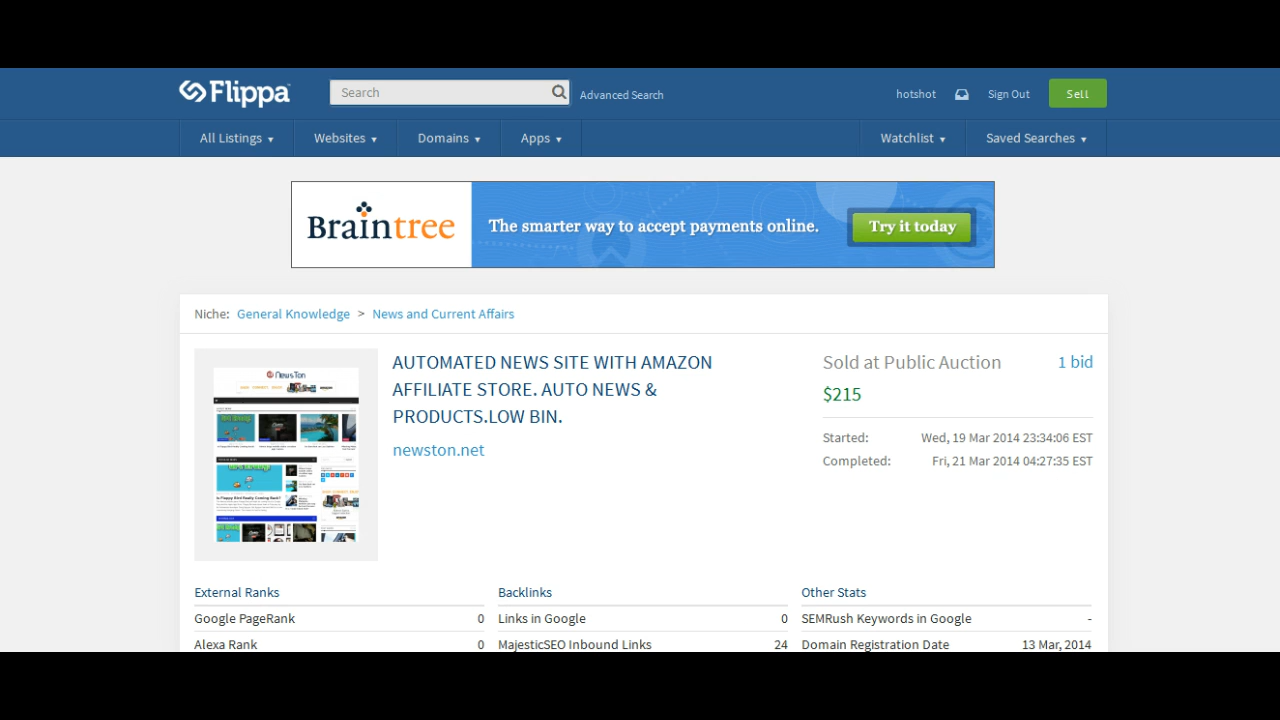 Flippa
Search
Advanced Search
hotshot
Sign Out
Sell
All Listings ▾
Websites ▾
Domains ▾
Apps ▾
Watchlist ▾
Saved Searches ▾
Braintree
The smarter way to accept payments online.
Try it today
Niche: General Knowledge > News and Current Affairs
NewsTon
AUTOMATED NEWS SITE WITH AMAZON
AFFILIATE STORE. AUTO NEWS &
PRODUCTS.LOW BIN.
newston.net
Sold at Public Auction 1 bid
$215
Started: Wed, 19 Mar 2014 23:34:06 EST
Completed: Fri, 21 Mar 2014 04:27:35 EST
External Ranks
Google PageRank 0
Alexa Rank 0
Backlinks
Links in Google 0
MajesticSEO Inbound Links 24
Other Stats
SEMRush Keywords in Google -
Domain Registration Date 13 Mar, 2014